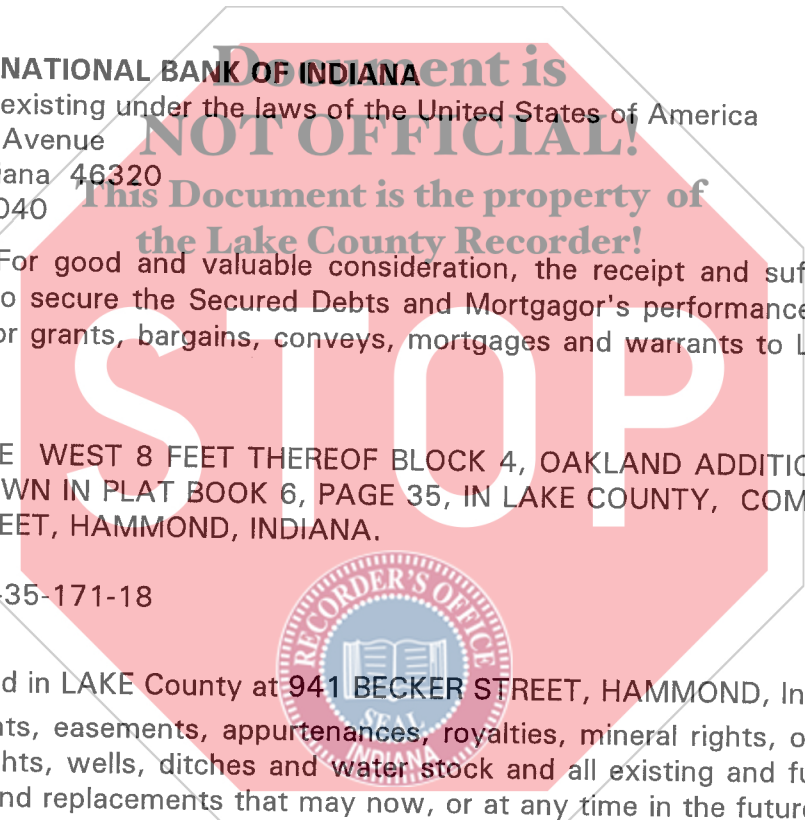 NATIONAL BANK OF INDIANA
Document is
existing under the laws of the United States of America
Avenue
NOT OFFICIAL!
ana 46320
This Document is the property of
040
the Lake County Recorder!
For good and valuable consideration, the receipt and suf
o secure the Secured Debts and Mortgagor's performance
or grants, bargains, conveys, mortgages and warrants to L
STOP
E WEST 8 FEET THEREOF BLOCK 4, OAKLAND ADDITIO
WN IN PLAT BOOK 6, PAGE 35, IN LAKE COUNTY, COM
EET, HAMMOND, INDIANA.
-35-171-18
RECORDER'S OFFICE
SEAL
INDIANA
d in LAKE County at 941 BECKER STREET, HAMMOND, In
nts, easements, appurtenances, royalties, mineral rights, o
hts, wells, ditches and water stock and all existing and fu
nd replacements that may now, or at any time in the future